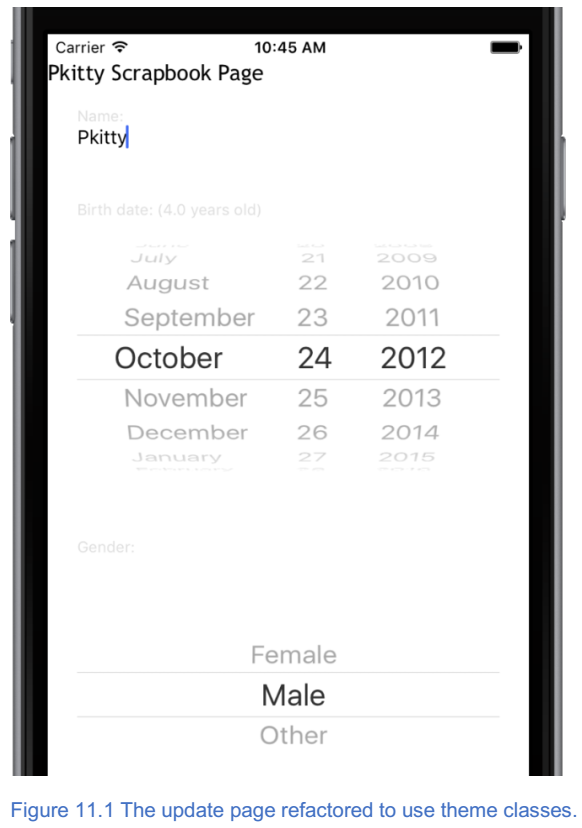 Carrier 10:45 AM
Pkitty Scrapbook Page
Name:
Pkitty
Birth date: (4.0 years old)
July 21 2009
August 22 2010
September 23 2011
October 24 2012
November 25 2013
December 26 2014
January 27 2015
Gender:
Female
Male
Other
Figure 11.1 The update page refactored to use theme classes.